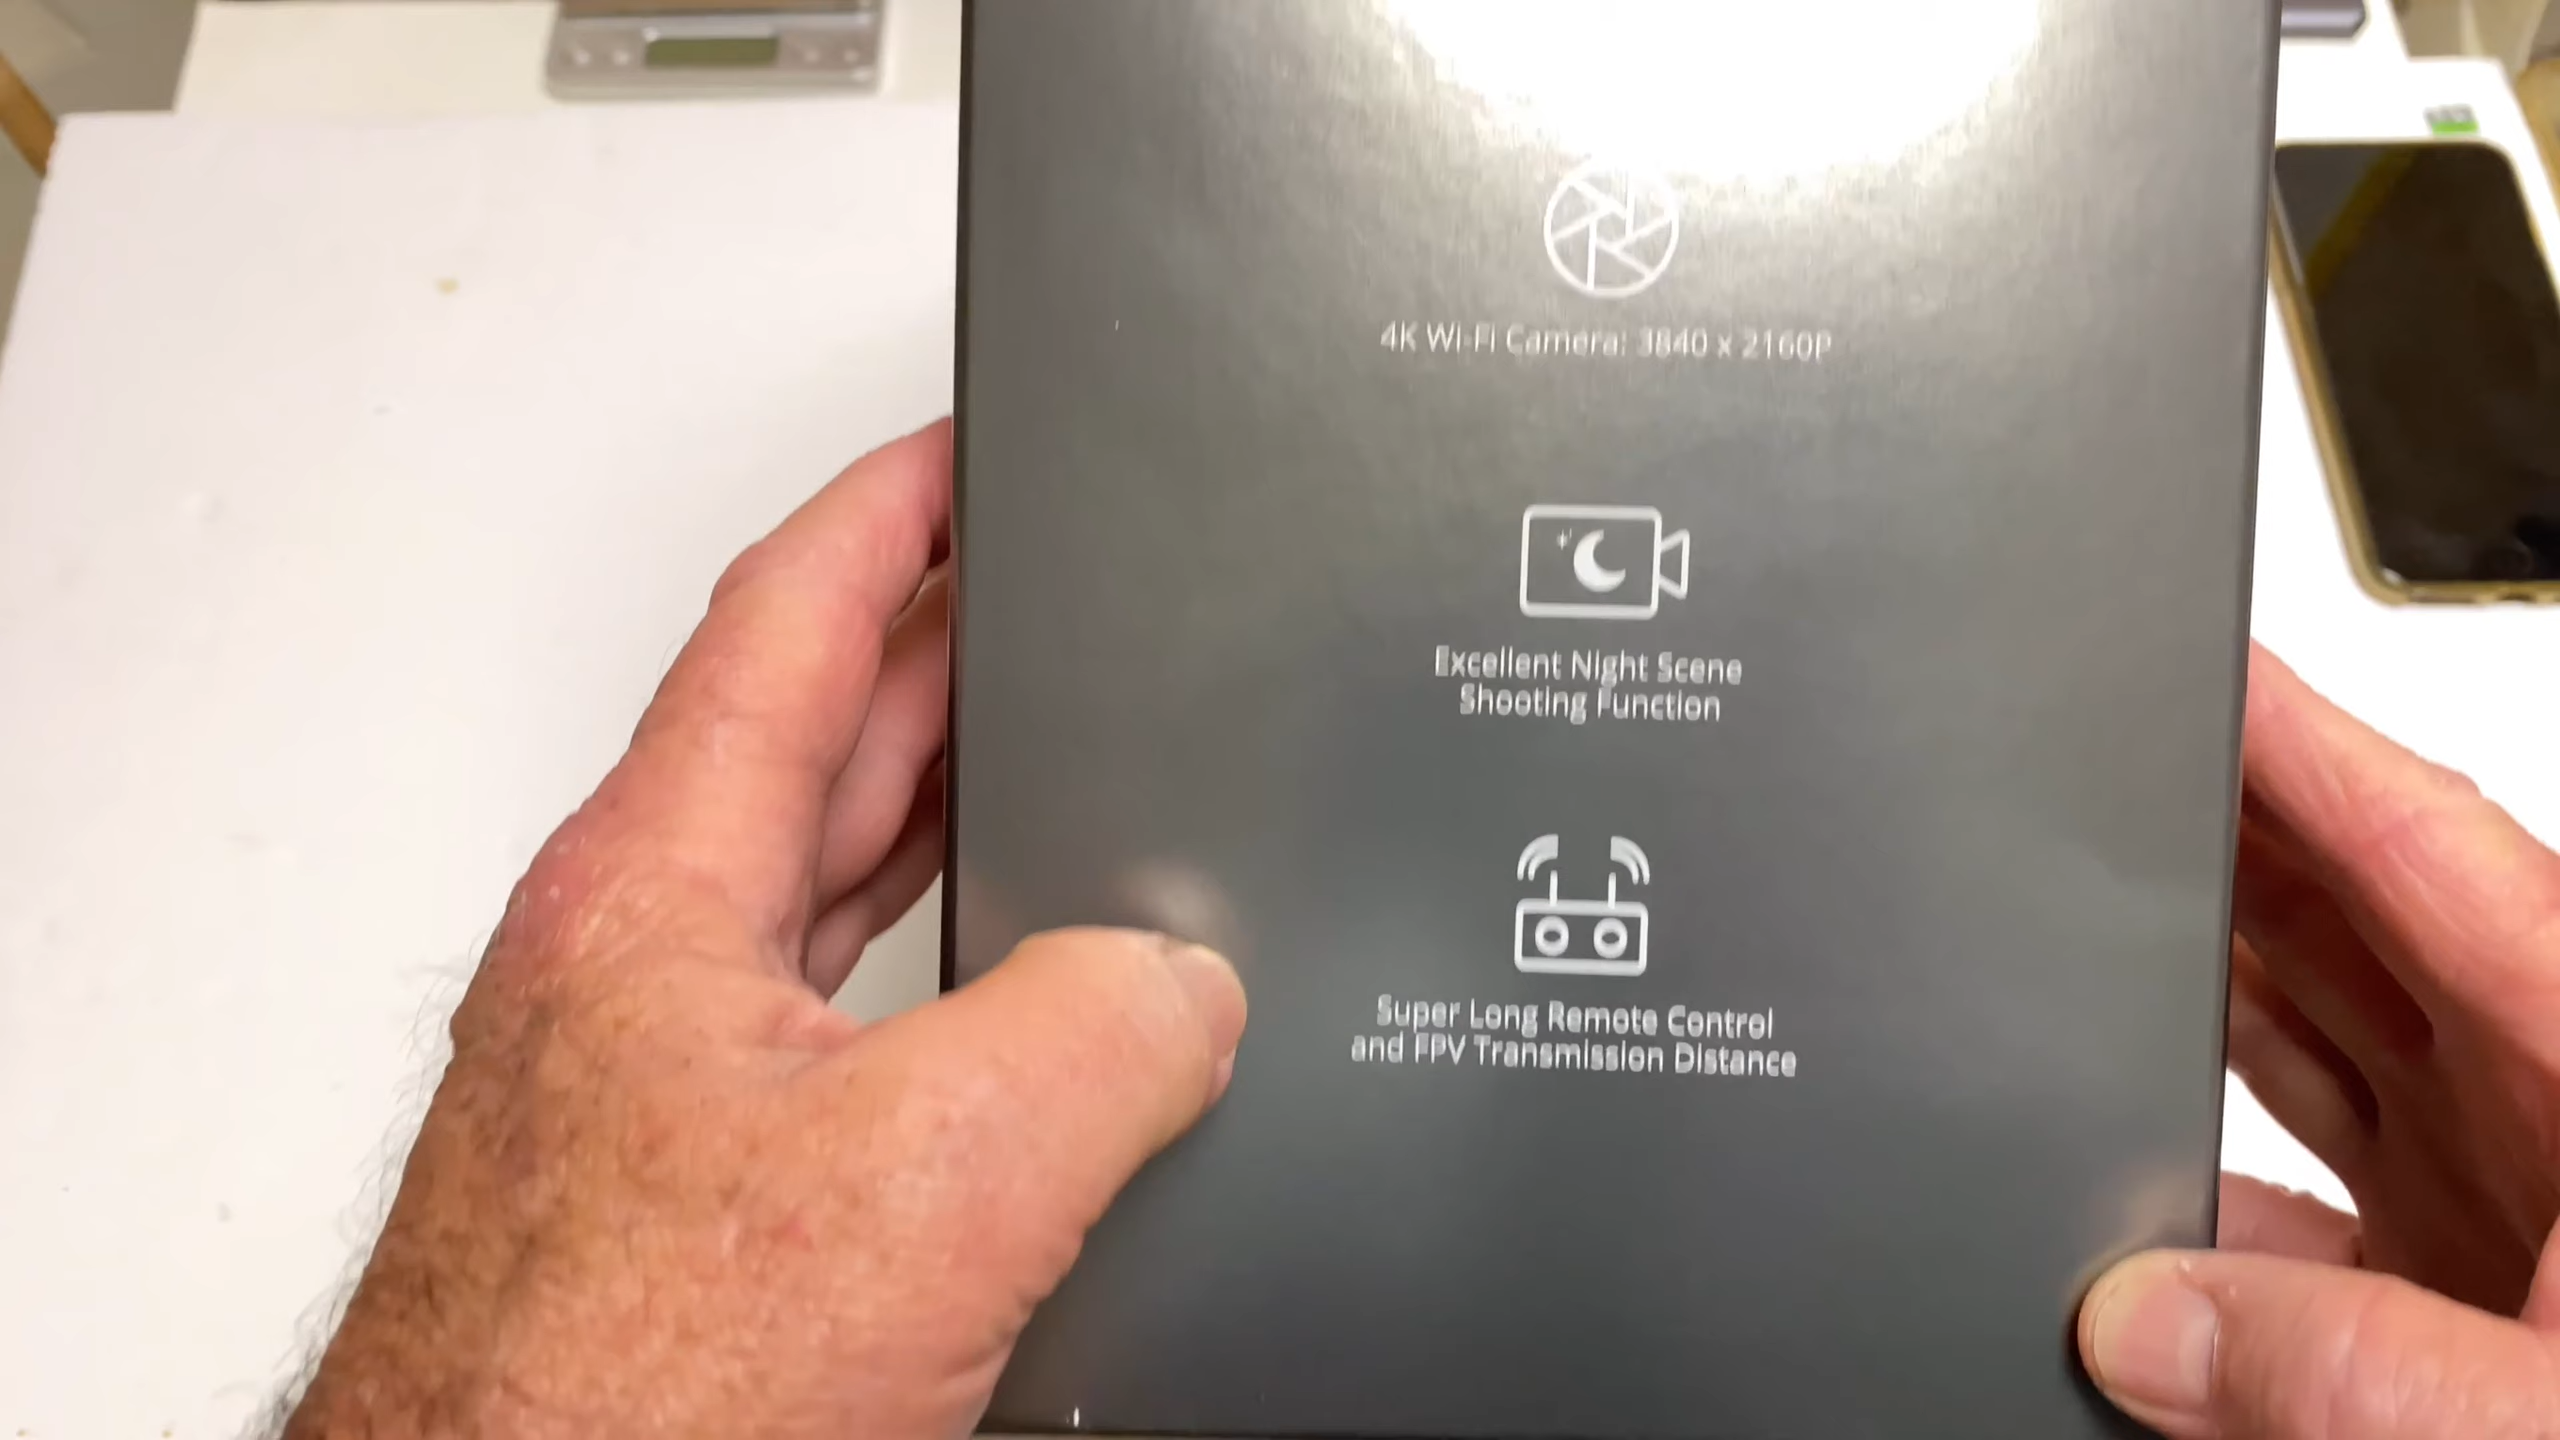 4K Wi-Fi Camera: 3840 x 2160P
Excellent Night Scene
Shooting Function
Super Long Remote Control
and FPV Transmission Distance